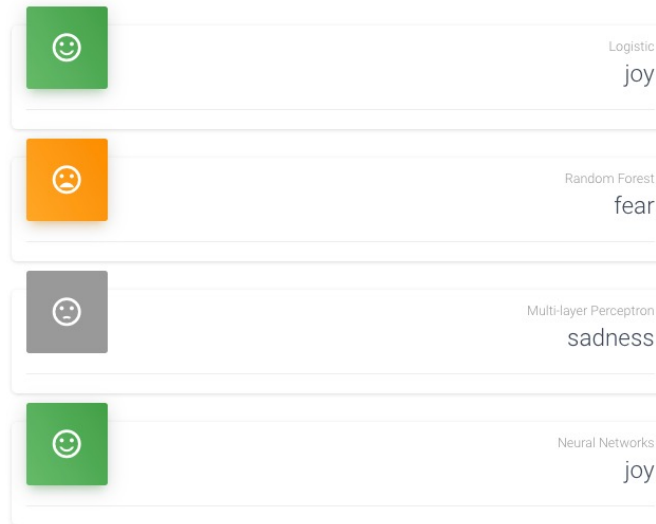 Logistic
joy
Random Forest
fear
Multi-layer Perceptron
sadness
Neural Networks
joy